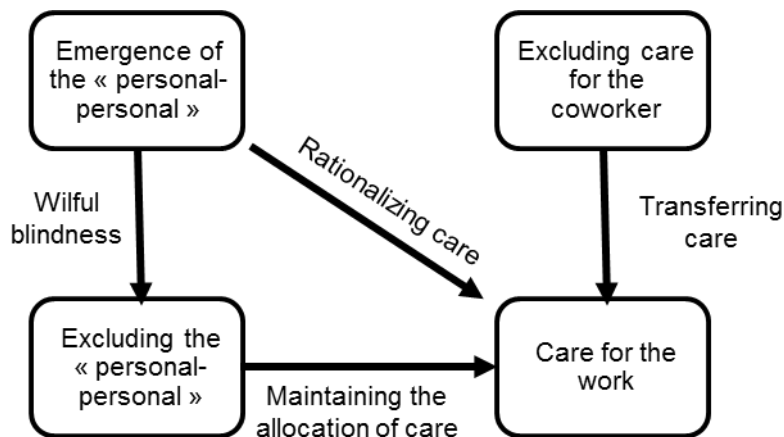 Emergence of
the « personal-
personal »
Excluding care
for the
coworker
Wilful
blindness
Rationalizing care
Transferring
care
Excluding the
« personal-
personal »
Maintaining the
allocation of care
Care for the
work